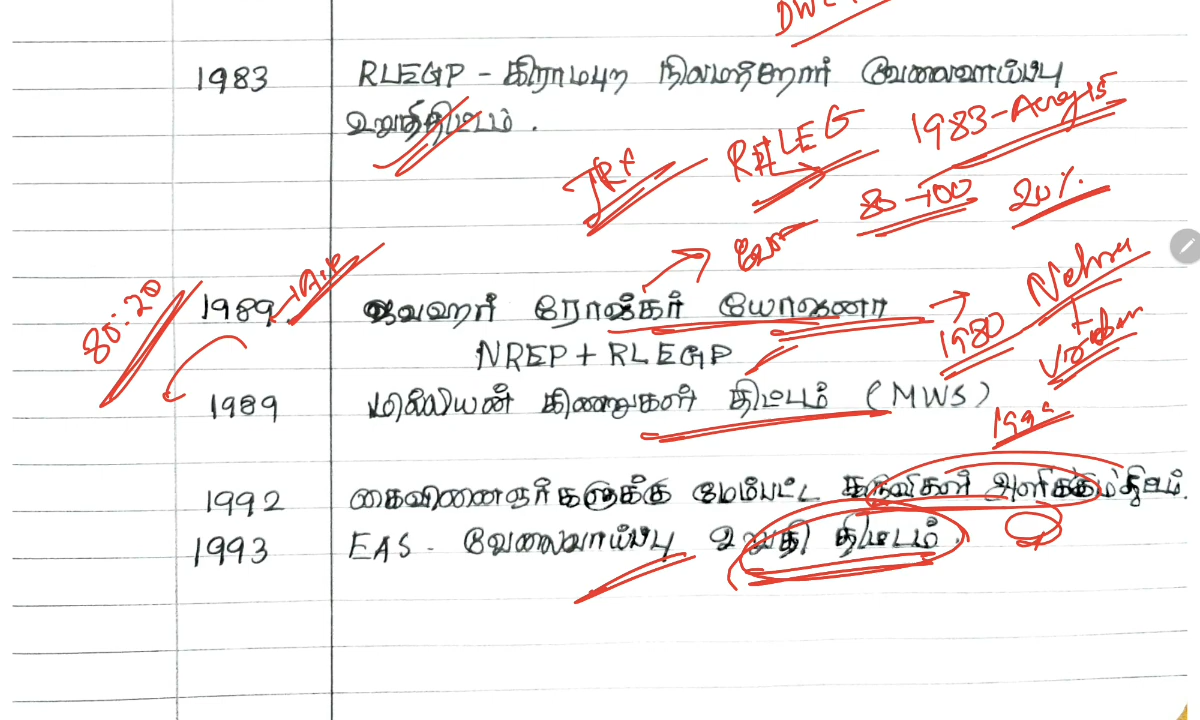 1983 RLEGP - கிராமபுற நிலமற்றோர் வேலைவாய்ப்பு
உறுதித்திட்டம்.
1983-Aug 15
RLEG
80-100 20%
80:20
1989 ஜவஹர் ரோஷ்கர் யோஜனா
1980
Nehru
+
NREP + RLEGP
1989 மில்லியன் கிணறுகள் திட்டம் (MWS)
1992 கைவினைஞர்களுக்கு மேம்பட்ட கருவிகள் அளிக்கும் திட்டம்.
1993 EAS - வேலைவாய்ப்பு உறுதி திட்டம்.